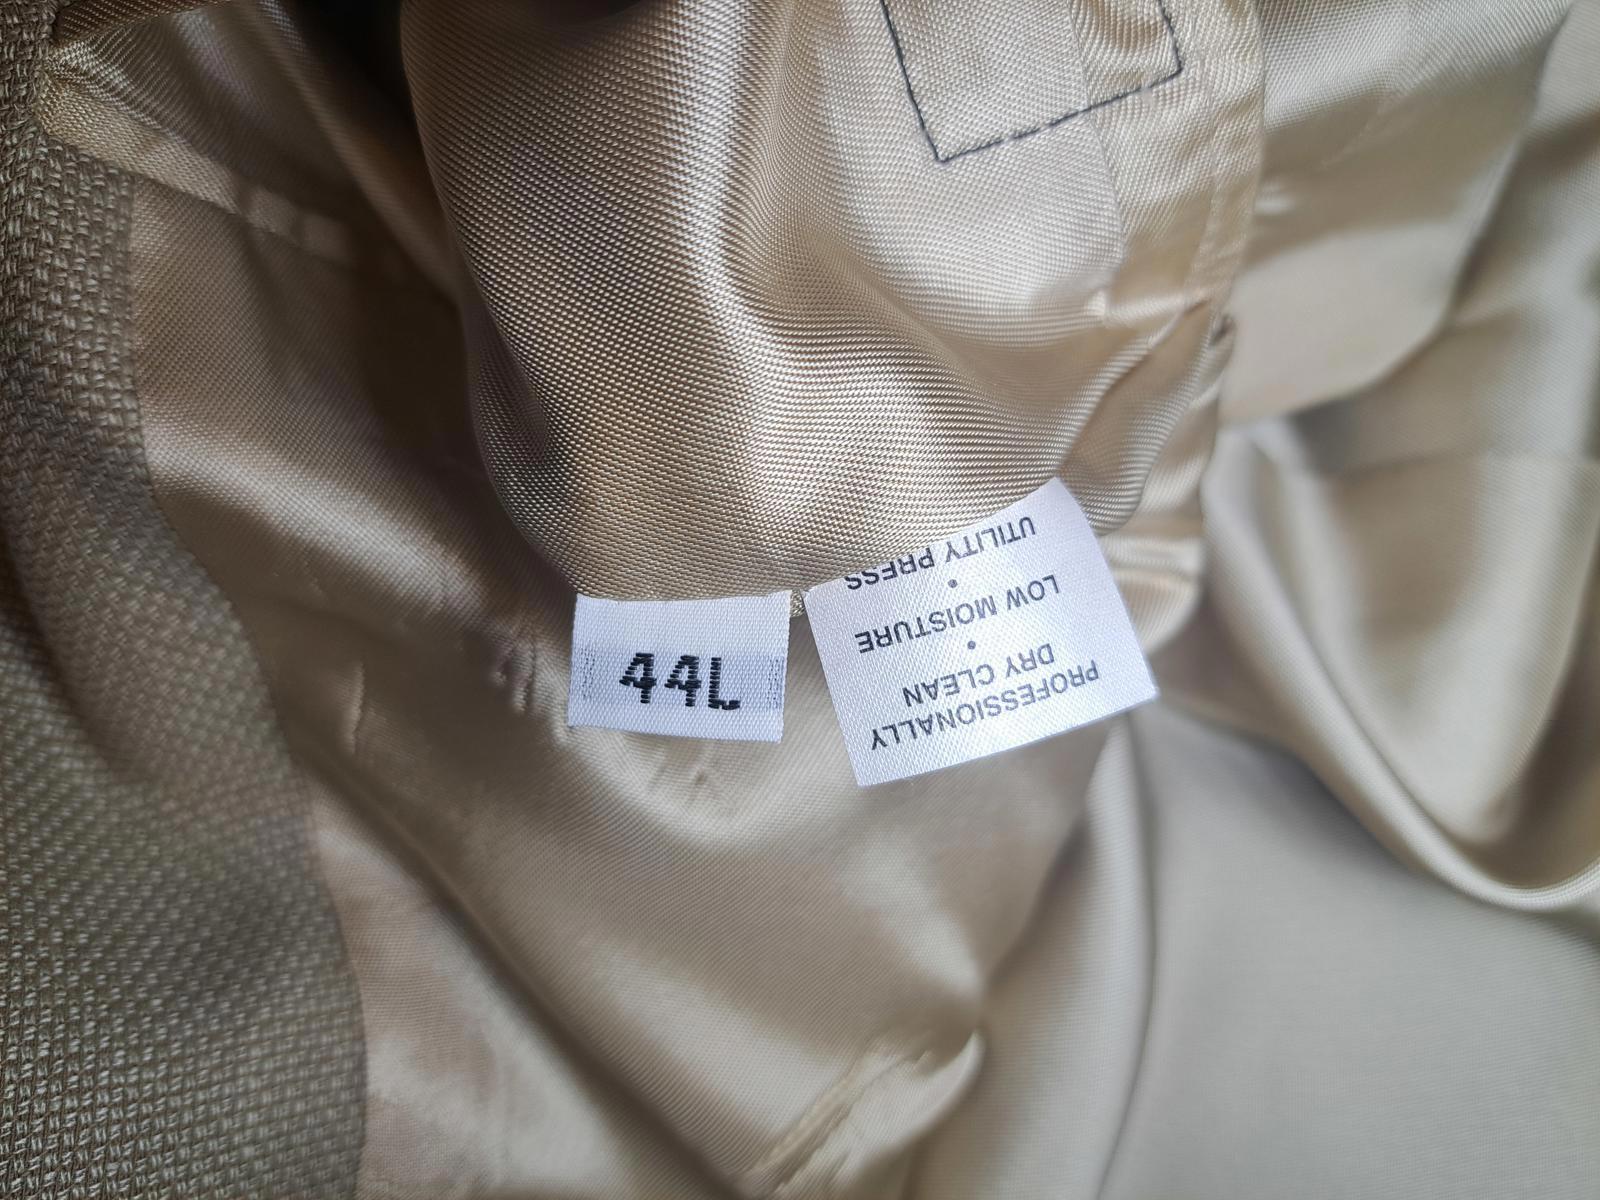 44L
PROFESSIONALLY
DRY CLEAN
•
LOW MOISTURE
•
UTILITY PRESS